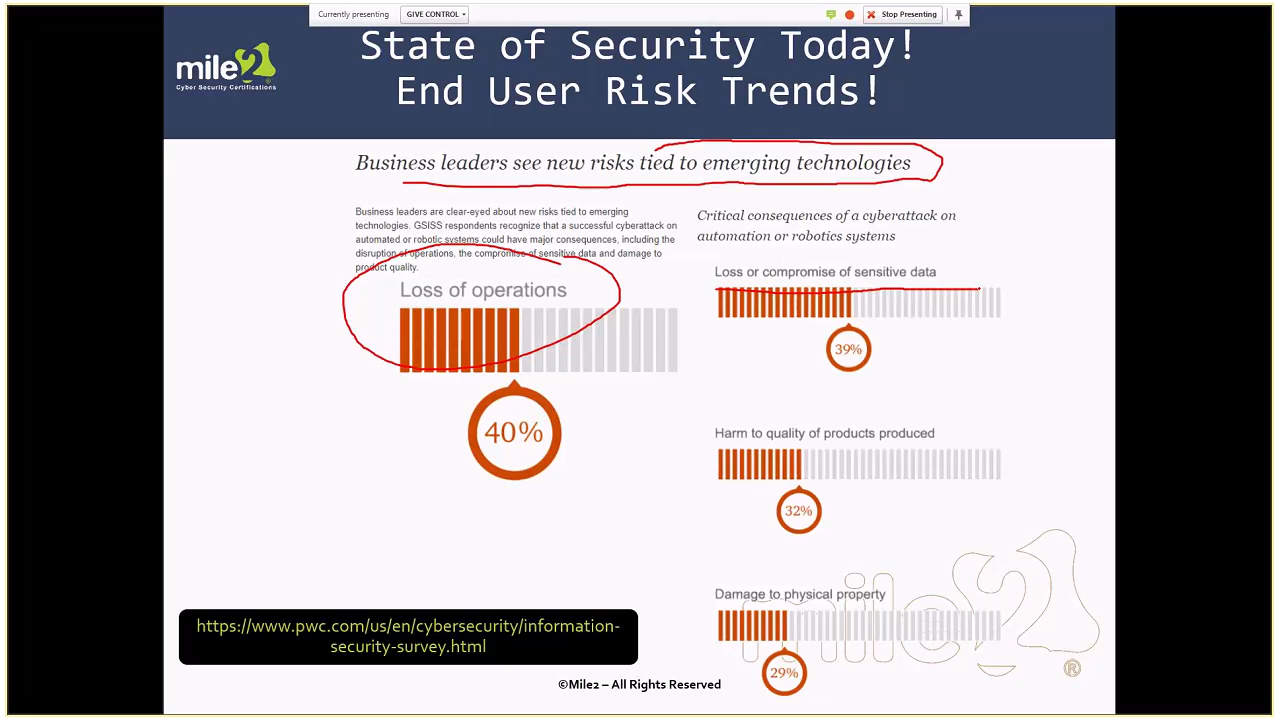 Currently presenting
GIVE CONTROL
Stop Presenting
mile2
®
Cyber Security Certifications
State of Security Today!
End User Risk Trends!
Business leaders see new risks tied to emerging technologies
Business leaders are clear-eyed about new risks tied to emerging
technologies. GSISS respondents recognize that a successful cyberattack on
automated or robotic systems could have major consequences, including the
disruption of operations, the compromise of sensitive data and damage to
product quality.
Loss of operations
40%
Critical consequences of a cyberattack on
automation or robotics systems
Loss or compromise of sensitive data
39%
Harm to quality of products produced
32%
Damage to physical property
29%
mile2
®
https://www.pwc.com/us/en/cybersecurity/information-
security-survey.html
©Mile2 – All Rights Reserved